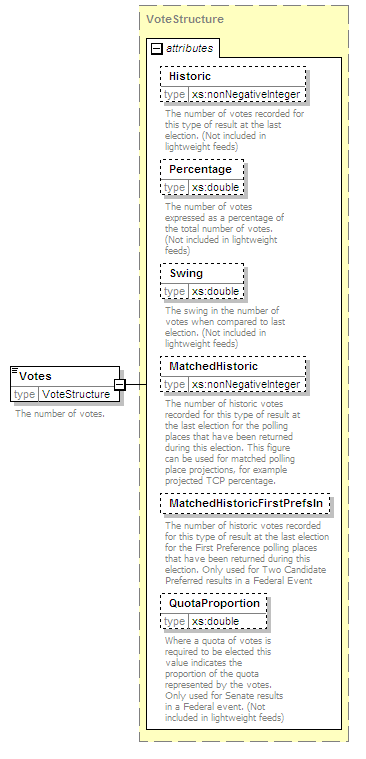 VoteStructure
attributes
Historic
type xs:nonNegativeInteger
The number of votes recorded for
this type of result at the last
election. (Not included in
lightweight feeds)
Percentage
type xs:double
The number of votes
expressed as a percentage of
the total number of votes.
(Not included in lightweight
feeds)
Swing
type xs:double
The swing in the number of
votes when compared to last
election. (Not included in
lightweight feeds)
Votes
type VoteStructure
The number of votes.
MatchedHistoric
type xs:nonNegativeInteger
The number of historic votes
recorded for this type of result at
the last election for the polling
places that have been returned
during this election. This figure
can be used for matched polling
place projections, for example
projected TCP percentage.
MatchedHistoricFirstPrefsIn
The number of historic votes recorded
for this type of result at the last election
for the First Preference polling places
that have been returned during this
election. Only used for Two Candidate
Preferred results in a Federal Event
QuotaProportion
type xs:double
Where a quota of votes is
required to be elected this
value indicates the
proportion of the quota
represented by the votes.
Only used for Senate results
in a Federal event. (Not
included in lightweight feeds)